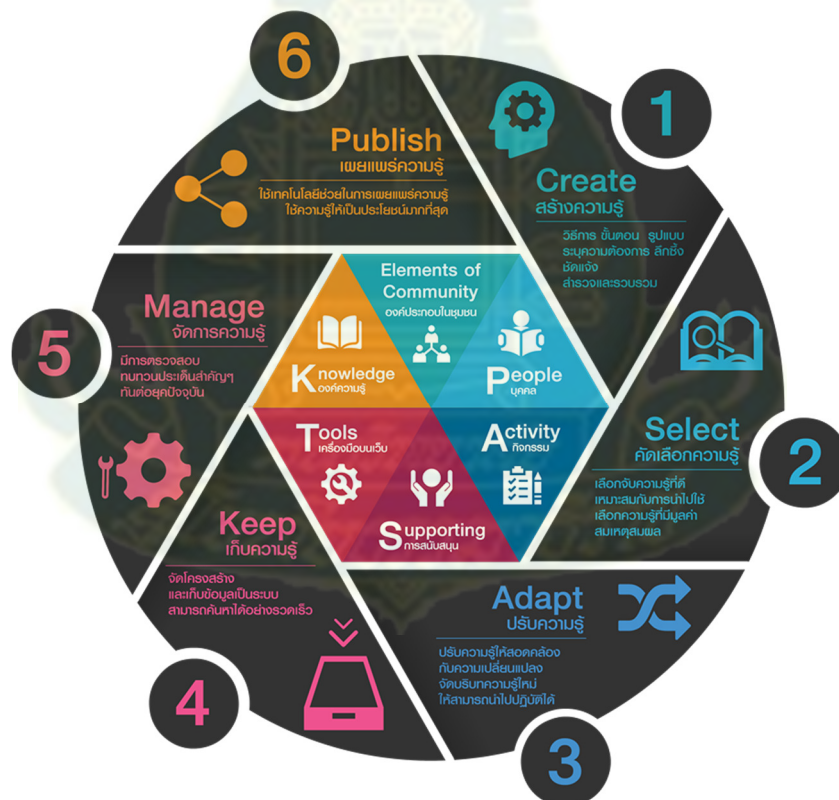 1
Create
สร้างความรู้
วิธีการ ขั้นตอน รูปแบบ
ระบุความต้องการ ลึกซึ้ง
ชัดแจ้ง
สำรวจและรวบรวม
2
Select
คัดเลือกความรู้
เลือกจับความรู้ที่ดี
เหมาะสมกับการนำไปใช้
เลือกความรู้ที่มีมูลค่า
สมเหตุสมผล
3
Adapt
ปรับความรู้
ปรับความรู้ให้สอดคล้อง
กับความเปลี่ยนแปลง
จัดบริบทความรู้ใหม่
ให้สามารถนำไปปฏิบัติได้
4
Keep
เก็บความรู้
จัดโครงสร้าง
และเก็บข้อมูลเป็นระบบ
สามารถค้นหาได้อย่างรวดเร็ว
5
Manage
จัดการความรู้
มีการตรวจสอบ
ทบทวนประเด็นสำคัญๆ
ทันต่อยุคปัจจุบัน
6
Publish
เผยแพร่ความรู้
ใช้เทคโนโลยีช่วยในการเผยแพร่ความรู้
ใช้ความรู้ให้เป็นประโยชน์มากที่สุด
Elements of
Community
องค์ประกอบในชุมชน
Knowledge
องค์ความรู้
People
บุคคล
Tools
เครื่องมือบนเว็บ
Activity
กิจกรรม
Supporting
การสนับสนุน